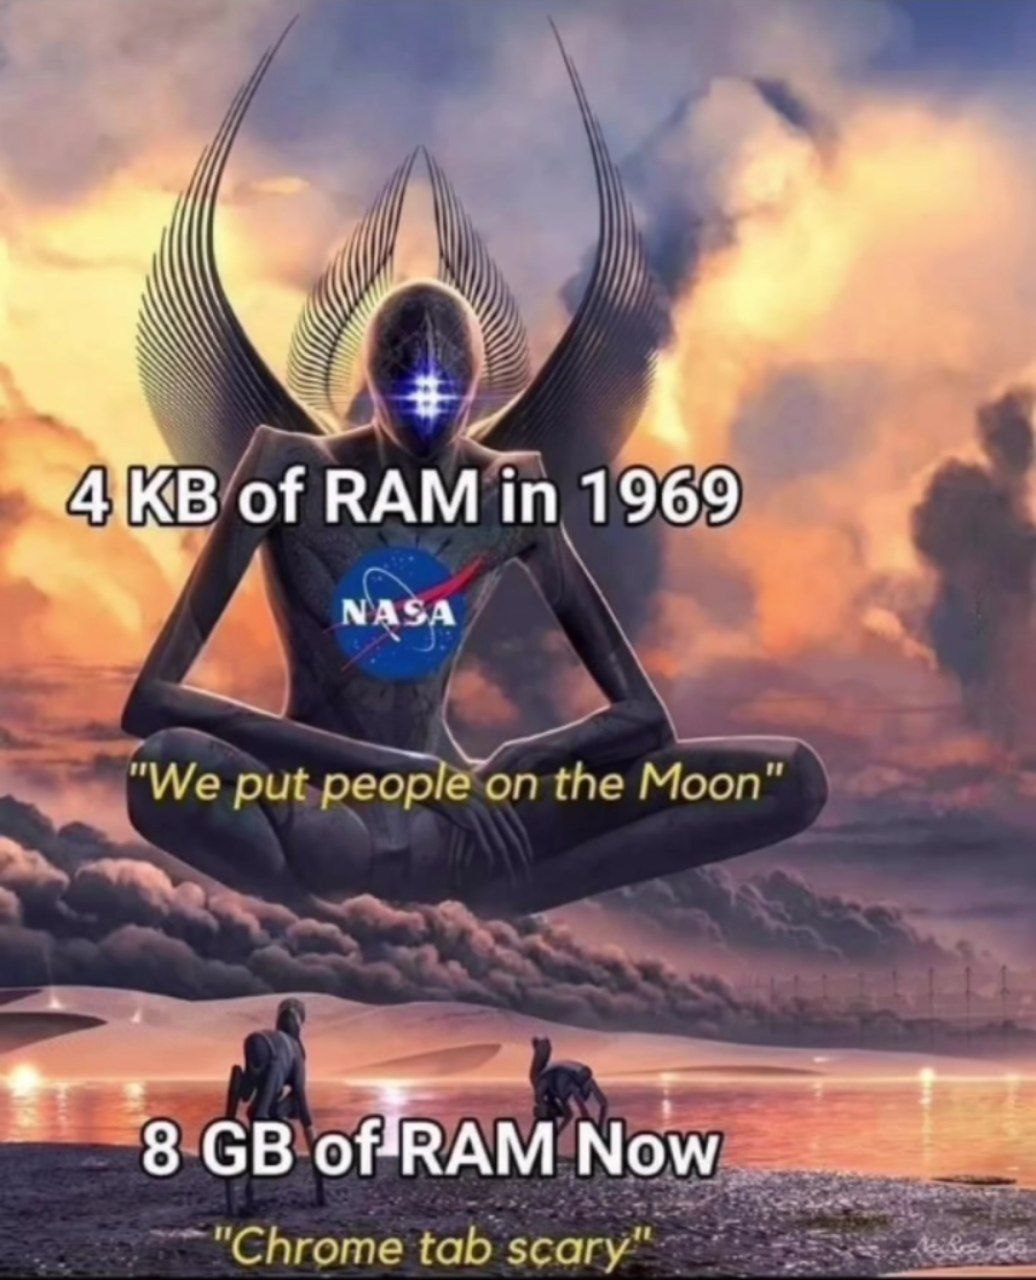 4 KB of RAM in 1969
NASA
"We put people on the Moon"
8 GB of RAM Now
"Chrome tab scary"